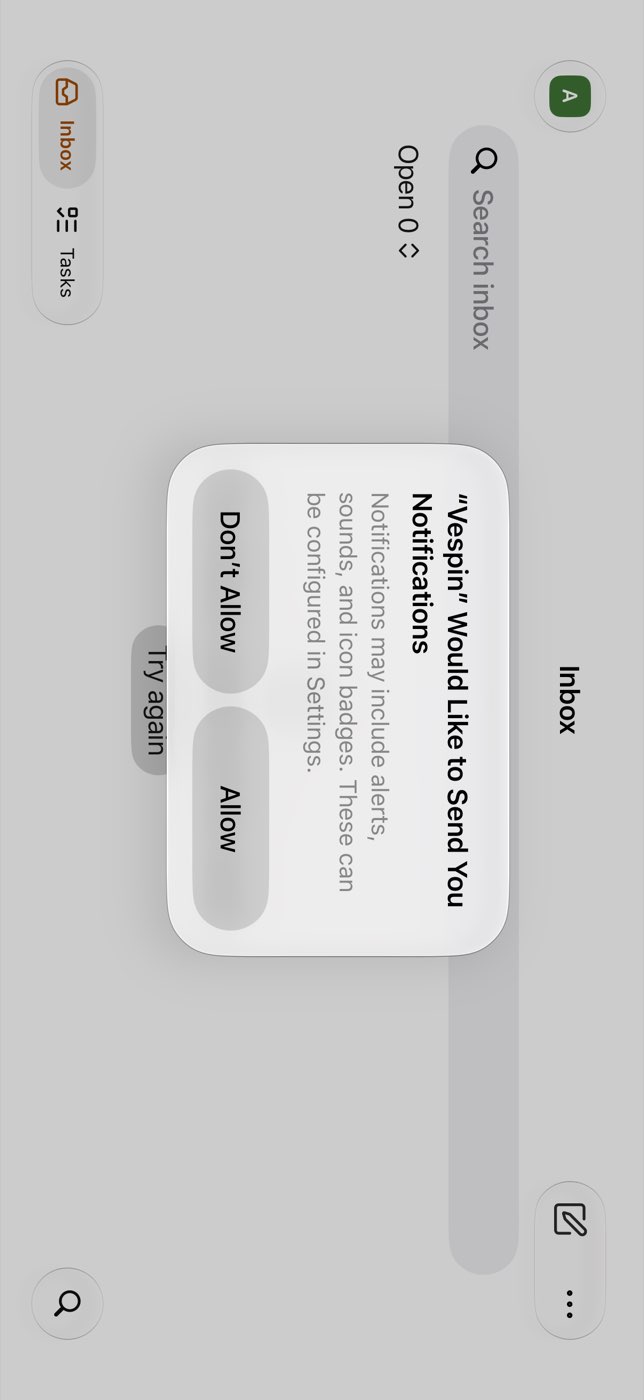 A
Inbox
Search inbox
Open 0
“Vespin” Would Like to Send You
Notifications
Notifications may include alerts,
sounds, and icon badges. These can
be configured in Settings.
Don’t Allow
Allow
Try again
Inbox
Tasks